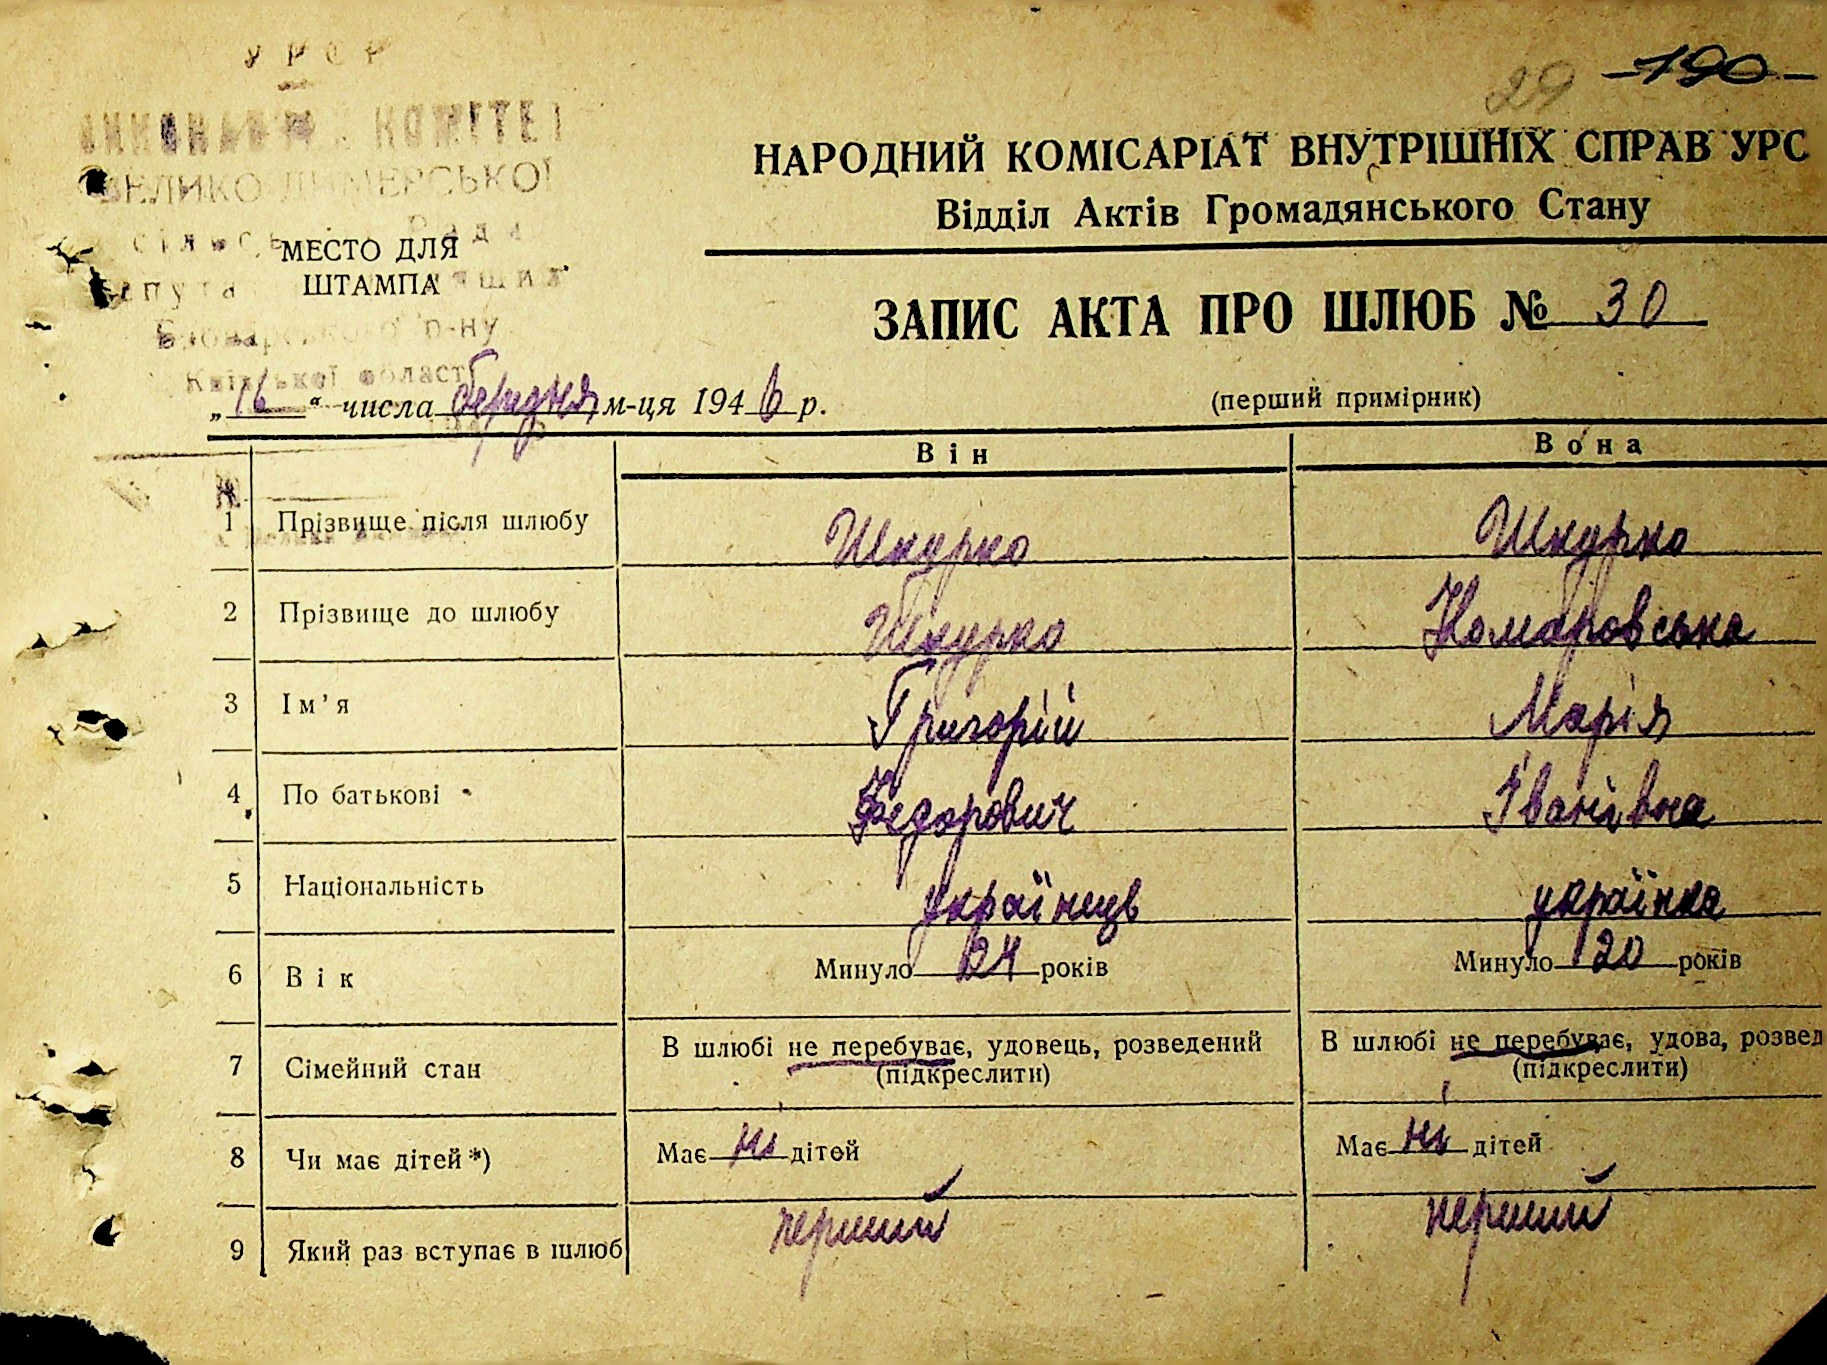 УРСР
29 190
ВИКОНАВЧ. КОМІТЕТ
ВЕЛИКО ДИМЕРСЬКОЇ
МЕСТО ДЛЯ
ШТАМПА
р-ну
Київської області
НАРОДНИЙ КОМІСАРІАТ ВНУТРІШНІХ СПРАВ УРС
Відділ Актів Громадянського Стану
ЗАПИС АКТА ПРО ШЛЮБ № 30
„16“ числа березня м-ця 1946 р.
(перший примірник)
Він Вона
1 Прізвище після шлюбу Шкурко Шкурко
2 Прізвище до шлюбу Шкурко Комаровська
3 Ім’я Григорій Марія
4 По батькові Федорович Іванівна
5 Національність українець українка
6 Вік Минуло 24 років Минуло 20 років
7 Сімейний стан В шлюбі не перебуває, удовець, розведений В шлюбі не перебуває, удова, розвед
(підкреслити) (підкреслити)
8 Чи має дітей*) Має ні дітей Має ні дітей
9 Який раз вступає в шлюб перший перший